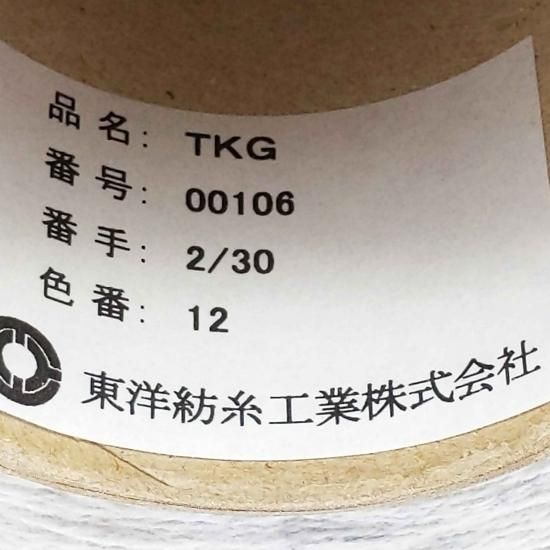 品名: TKG
番号: 00106
番手: 2/30
色番: 12
東洋紡糸工業株式会社